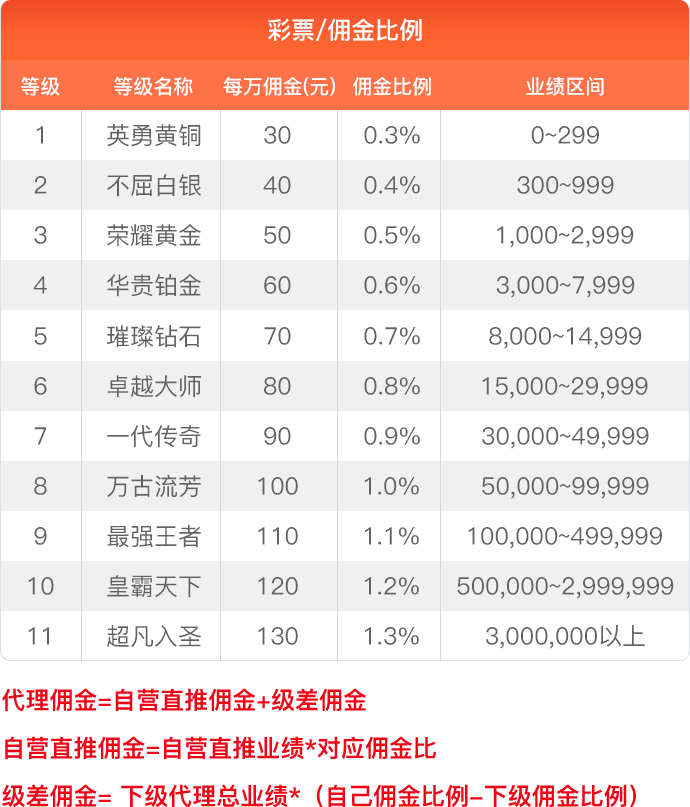 彩票/佣金比例
等级 等级名称 每万佣金(元) 佣金比例 业绩区间
1 英勇黄铜 30 0.3% 0~299
2 不屈白银 40 0.4% 300~999
3 荣耀黄金 50 0.5% 1,000~2,999
4 华贵铂金 60 0.6% 3,000~7,999
5 璀璨钻石 70 0.7% 8,000~14,999
6 卓越大师 80 0.8% 15,000~29,999
7 一代传奇 90 0.9% 30,000~49,999
8 万古流芳 100 1.0% 50,000~99,999
9 最强王者 110 1.1% 100,000~499,999
10 皇霸天下 120 1.2% 500,000~2,999,999
11 超凡入圣 130 1.3% 3,000,000以上
代理佣金=自营直推佣金+级差佣金
自营直推佣金=自营直推业绩*对应佣金比
级差佣金= 下级代理总业绩*（自己佣金比例–下级佣金比例）